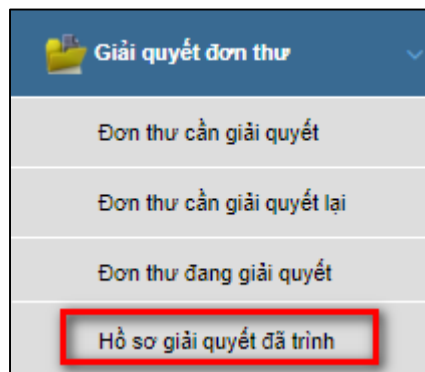 Giải quyết đơn thư
Đơn thư cần giải quyết
Đơn thư cần giải quyết lại
Đơn thư đang giải quyết
Hồ sơ giải quyết đã trình